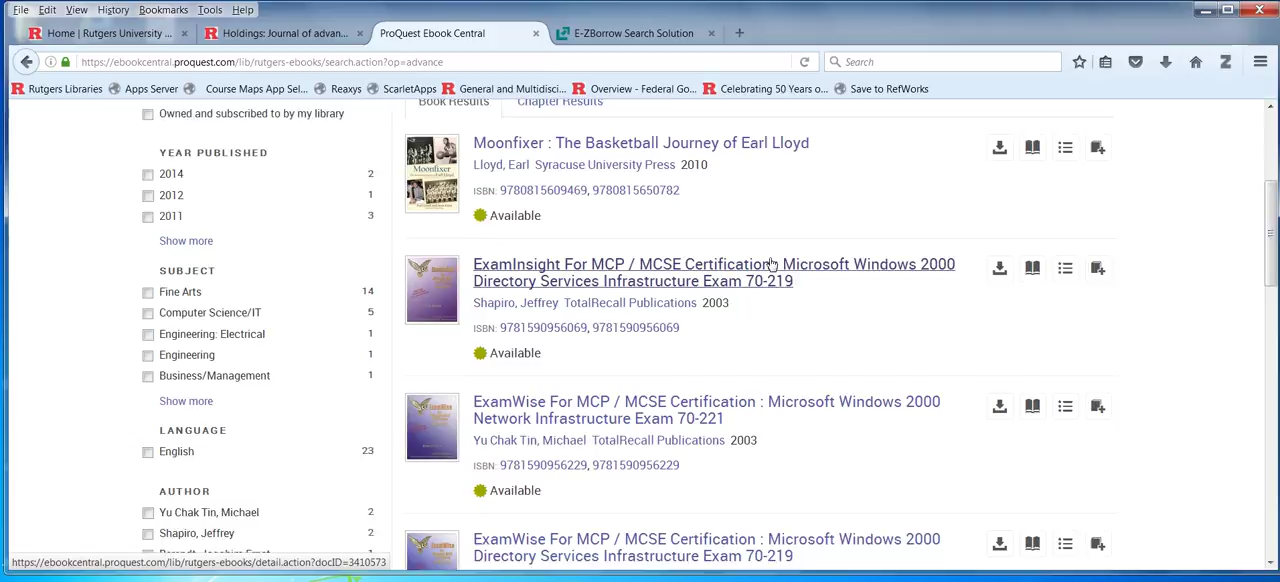 File Edit View History Bookmarks Tools Help
Home | Rutgers University ... × Holdings: Journal of advan... × ProQuest Ebook Central × E-ZBorrow Search Solution × +
https://ebookcentral.proquest.com/lib/rutgers-ebooks/search.action?op=advance Search
Rutgers Libraries Apps Server Course Maps App Sel... Reaxys ScarletApps General and Multidisci... Overview - Federal Go... Celebrating 50 Years o... Save to RefWorks
Book Results Chapter Results
Owned and subscribed to by my library
YEAR PUBLISHED
2014 2
2012 1
2011 3
Show more
SUBJECT
Fine Arts 14
Computer Science/IT 5
Engineering: Electrical 1
Engineering 1
Business/Management 1
Show more
LANGUAGE
English 23
AUTHOR
Yu Chak Tin, Michael 2
Shapiro, Jeffrey 2
Moonfixer : The Basketball Journey of Earl Lloyd
Lloyd, Earl Syracuse University Press 2010
ISBN: 9780815609469, 9780815650782
Available
ExamInsight For MCP / MCSE Certification : Microsoft Windows 2000
Directory Services Infrastructure Exam 70-219
Shapiro, Jeffrey TotalRecall Publications 2003
ISBN: 9781590956069, 9781590956069
Available
ExamWise For MCP / MCSE Certification : Microsoft Windows 2000
Network Infrastructure Exam 70-221
Yu Chak Tin, Michael TotalRecall Publications 2003
ISBN: 9781590956229, 9781590956229
Available
ExamWise For MCP / MCSE Certification : Microsoft Windows 2000
Directory Services Infrastructure Exam 70-219
https://ebookcentral.proquest.com/lib/rutgers-ebooks/detail.action?docID=3410573